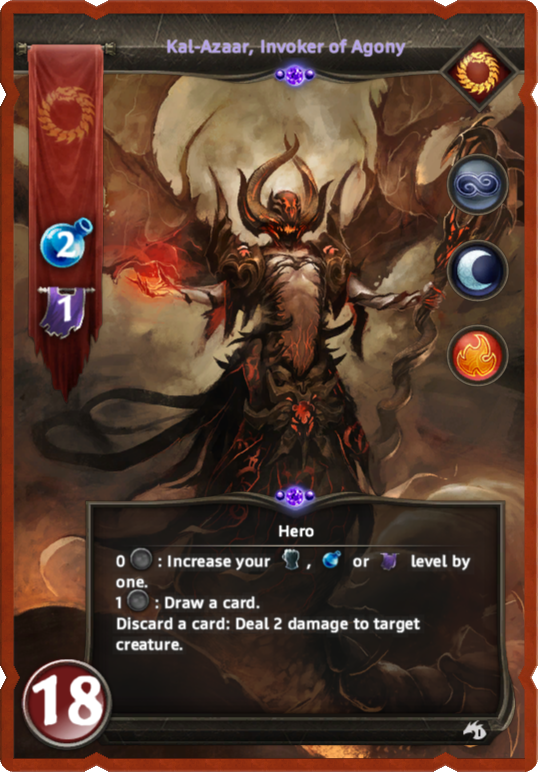 Kal-Azaar, Invoker of Agony
2
1
Hero
0 : Increase your , or level by
one.
1 : Draw a card.
Discard a card: Deal 2 damage to target
creature.
18